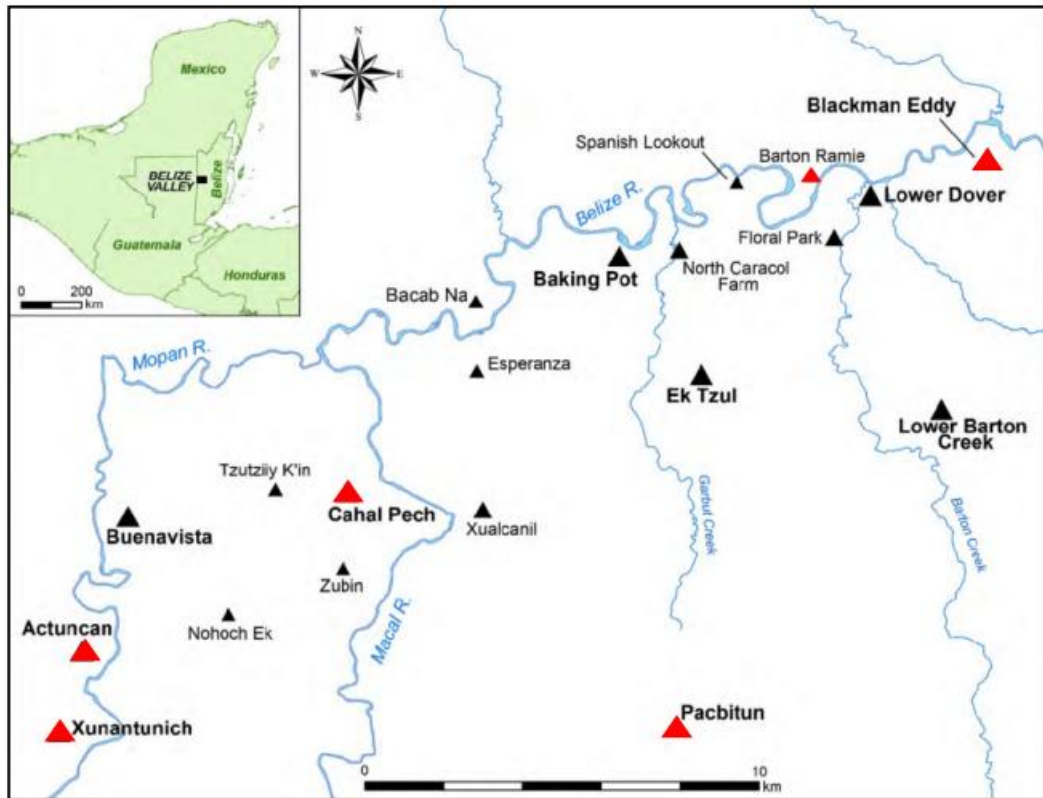 Mexico
BELIZE
VALLEY
Belize
Guatemala
Honduras
0 200
km
N
W E
S
Blackman Eddy
Spanish Lookout
Barton Ramie
Belize R.
Lower Dover
Floral Park
Baking Pot
North Caracol
Farm
Bacab Na
Mopan R.
Esperanza
Ek Tzul
Lower Barton
Creek
Tzutziiy K'in
Cahal Pech
Xualcanil
Buenavista
Garbut Creek
Barton Creek
Zubin
Nohoch Ek
Macal R.
Actuncan
Xunantunich
Pacbitun
0 10
km